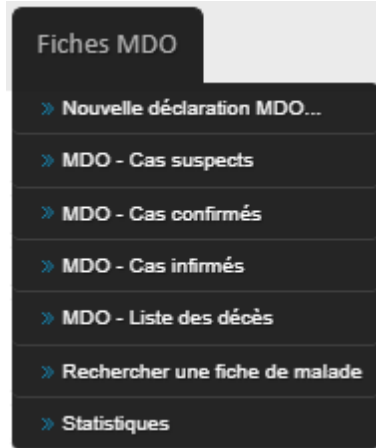 Fiches MDO
» Nouvelle déclaration MDO...
» MDO - Cas suspects
» MDO - Cas confirmés
» MDO - Cas infirmés
» MDO - Liste des décès
» Rechercher une fiche de malade
» Statistiques